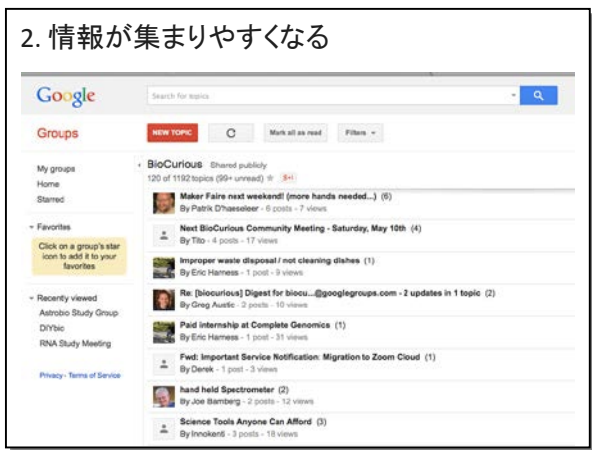 2. 情報が集まりやすくなる
Google
Search for topics
Groups
NEW TOPIC
Mark all as read
Filters
My groups
Home
Starred
Favorites
Click on a group's star
icon to add it to your
favorites
Recently viewed
Astrobio Study Group
DIYbic
RNA Study Meeting
Privacy - Terms of Service
BioCurious Shared publicly
120 of 1192 topics (99+ unread)
Maker Faire next weekend! (more hands needed...) (6)
By Patrik D'haeseleer - 6 posts - 7 views
Next BioCurious Community Meeting - Saturday, May 10th (4)
By Tito - 4 posts - 17 views
Improper waste disposal / not cleaning dishes (1)
By Eric Harness - 1 post - 9 views
Re: [biocurious] Digest for biocu...@googlegroups.com - 2 updates in 1 topic (2)
By Greg Austic - 2 posts - 10 views
Paid internship at Complete Genomics (1)
By Eric Harness - 1 post - 31 views
Fwd: Important Service Notification: Migration to Zoom Cloud (1)
By Derek - 1 post - 3 views
hand held Spectrometer (2)
By Joe Bamberg - 2 posts - 12 views
Science Tools Anyone Can Afford (3)
By Innokenti - 3 posts - 18 views